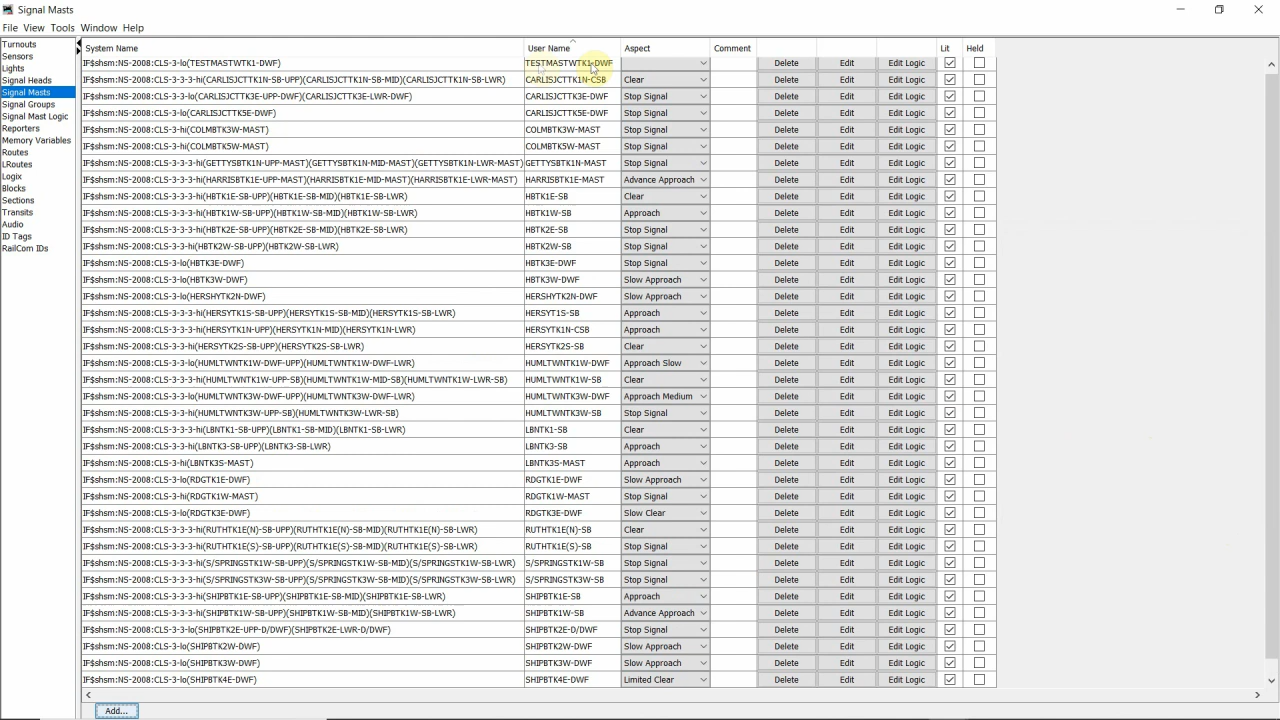 Signal Masts
File View Tools Window Help
Turnouts
Sensors
Lights
Signal Heads
Signal Masts
Signal Groups
Signal Mast Logic
Reporters
Memory Variables
Routes
LRoutes
Logix
Blocks
Sections
Transits
Audio
ID Tags
RailCom IDs
System Name User Name Aspect Comment Lit Held
IF$shsm:NS-2008:CLS-3-lo(TESTMASTWTK1-DWF) TESTMASTWTK1-DWF Delete Edit Edit Logic
IF$shsm:NS-2008:CLS-3-3-3-hi(CARLISJCTTK1N-SB-UPP)(CARLISJCTTK1N-SB-MID)(CARLISJCTTK1N-SB-LWR) CARLISJCTTK1N-CSB Clear Delete Edit Edit Logic
IF$shsm:NS-2008:CLS-3-3-lo(CARLISJCTTK3E-UPP-DWF)(CARLISJCTTK3E-LWR-DWF) CARLISJCTTK3E-DWF Stop Signal Delete Edit Edit Logic
IF$shsm:NS-2008:CLS-3-lo(CARLISJCTTK5E-DWF) CARLISJCTTK5E-DWF Stop Signal Delete Edit Edit Logic
IF$shsm:NS-2008:CLS-3-hi(COLMBTK3W-MAST) COLMBTK3W-MAST Stop Signal Delete Edit Edit Logic
IF$shsm:NS-2008:CLS-3-hi(COLMBTK5W-MAST) COLMBTK5W-MAST Stop Signal Delete Edit Edit Logic
IF$shsm:NS-2008:CLS-3-3-3-hi(GETTYSBTK1N-UPP-MAST)(GETTYSBTK1N-MID-MAST)(GETTYSBTK1N-LWR-MAST) GETTYSBTK1N-MAST Stop Signal Delete Edit Edit Logic
IF$shsm:NS-2008:CLS-3-3-3-hi(HARRISBTK1E-UPP-MAST)(HARRISBTK1E-MID-MAST)(HARRISBTK1E-LWR-MAST) HARRISBTK1E-MAST Advance Approach Delete Edit Edit Logic
IF$shsm:NS-2008:CLS-3-3-3-hi(HBTK1E-SB-UPP)(HBTK1E-SB-MID)(HBTK1E-SB-LWR) HBTK1E-SB Clear Delete Edit Edit Logic
IF$shsm:NS-2008:CLS-3-3-3-hi(HBTK1W-SB-UPP)(HBTK1W-SB-MID)(HBTK1W-SB-LWR) HBTK1W-SB Approach Delete Edit Edit Logic
IF$shsm:NS-2008:CLS-3-3-3-hi(HBTK2E-SB-UPP)(HBTK2E-SB-MID)(HBTK2E-SB-LWR) HBTK2E-SB Stop Signal Delete Edit Edit Logic
IF$shsm:NS-2008:CLS-3-3-hi(HBTK2W-SB-UPP)(HBTK2W-SB-LWR) HBTK2W-SB Stop Signal Delete Edit Edit Logic
IF$shsm:NS-2008:CLS-3-lo(HBTK3E-DWF) HBTK3E-DWF Stop Signal Delete Edit Edit Logic
IF$shsm:NS-2008:CLS-3-lo(HBTK3W-DWF) HBTK3W-DWF Slow Approach Delete Edit Edit Logic
IF$shsm:NS-2008:CLS-3-lo(HERSHYTK2N-DWF) HERSHYTK2N-DWF Slow Approach Delete Edit Edit Logic
IF$shsm:NS-2008:CLS-3-3-3-hi(HERSYTK1S-SB-UPP)(HERSYTK1S-SB-MID)(HERSYTK1S-SB-LWR) HERSYT1S-SB Approach Delete Edit Edit Logic
IF$shsm:NS-2008:CLS-3-3-3-hi(HERSYTK1N-UPP)(HERSYTK1N-MID)(HERSYTK1N-LWR) HERSYTK1N-CSB Approach Delete Edit Edit Logic
IF$shsm:NS-2008:CLS-3-3-hi(HERSYTK2S-SB-UPP)(HERSYTK2S-SB-LWR) HERSYTK2S-SB Clear Delete Edit Edit Logic
IF$shsm:NS-2008:CLS-3-3-lo(HUMLTWNTK1W-DWF-UPP)(HUMLTWNTK1W-DWF-LWR) HUMLTWNTK1W-DWF Approach Slow Delete Edit Edit Logic
IF$shsm:NS-2008:CLS-3-3-3-hi(HUMLTWNTK1W-UPP-SB)(HUMLTWNTK1W-MID-SB)(HUMLTWNTK1W-LWR-SB) HUMLTWNTK1W-SB Clear Delete Edit Edit Logic
IF$shsm:NS-2008:CLS-3-3-lo(HUMLTWNTK3W-DWF-UPP)(HUMLTWNTK3W-DWF-LWR) HUMLTWNTK3W-DWF Approach Medium Delete Edit Edit Logic
IF$shsm:NS-2008:CLS-3-3-hi(HUMLTWNTK3W-UPP-SB)(HUMLTWNTK3W-LWR-SB) HUMLTWNTK3W-SB Stop Signal Delete Edit Edit Logic
IF$shsm:NS-2008:CLS-3-3-3-hi(LBNTK1-SB-UPP)(LBNTK1-SB-MID)(LBNTK1-SB-LWR) LBNTK1-SB Clear Delete Edit Edit Logic
IF$shsm:NS-2008:CLS-3-3-hi(LBNTK3-SB-UPP)(LBNTK3-SB-LWR) LBNTK3-SB Approach Delete Edit Edit Logic
IF$shsm:NS-2008:CLS-3-hi(LBNTK3S-MAST) LBNTK3S-MAST Approach Delete Edit Edit Logic
IF$shsm:NS-2008:CLS-3-lo(RDGTK1E-DWF) RDGTK1E-DWF Slow Approach Delete Edit Edit Logic
IF$shsm:NS-2008:CLS-3-hi(RDGTK1W-MAST) RDGTK1W-MAST Stop Signal Delete Edit Edit Logic
IF$shsm:NS-2008:CLS-3-lo(RDGTK3E-DWF) RDGTK3E-DWF Slow Clear Delete Edit Edit Logic
IF$shsm:NS-2008:CLS-3-3-3-hi(RUTHTK1E(N)-SB-UPP)(RUTHTK1E(N)-SB-MID)(RUTHTK1E(N)-SB-LWR) RUTHTK1E(N)-SB Clear Delete Edit Edit Logic
IF$shsm:NS-2008:CLS-3-3-3-hi(RUTHTK1E(S)-SB-UPP)(RUTHTK1E(S)-SB-MID)(RUTHTK1E(S)-SB-LWR) RUTHTK1E(S)-SB Stop Signal Delete Edit Edit Logic
IF$shsm:NS-2008:CLS-3-3-3-hi(S/SPRINGSTK1W-SB-UPP)(S/SPRINGSTK1W-SB-MID)(S/SPRINGSTK1W-SB-LWR) S/SPRINGSTK1W-SB Stop Signal Delete Edit Edit Logic
IF$shsm:NS-2008:CLS-3-3-3-hi(S/SPRINGSTK3W-SB-UPP)(S/SPRINGSTK3W-SB-MID)(S/SPRINGSTK3W-SB-LWR) S/SPRINGSTK3W-SB Stop Signal Delete Edit Edit Logic
IF$shsm:NS-2008:CLS-3-3-3-hi(SHIPBTK1E-SB-UPP)(SHIPBTK1E-SB-MID)(SHIPBTK1E-SB-LWR) SHIPBTK1E-SB Approach Delete Edit Edit Logic
IF$shsm:NS-2008:CLS-3-3-3-hi(SHIPBTK1W-SB-UPP)(SHIPBTK1W-SB-MID)(SHIPBTK1W-SB-LWR) SHIPBTK1W-SB Advance Approach Delete Edit Edit Logic
IF$shsm:NS-2008:CLS-3-3-lo(SHIPBTK2E-UPP-D/DWF)(SHIPBTK2E-LWR-D/DWF) SHIPBTK2E-D/DWF Stop Signal Delete Edit Edit Logic
IF$shsm:NS-2008:CLS-3-lo(SHIPBTK2W-DWF) SHIPBTK2W-DWF Slow Approach Delete Edit Edit Logic
IF$shsm:NS-2008:CLS-3-lo(SHIPBTK3W-DWF) SHIPBTK3W-DWF Slow Approach Delete Edit Edit Logic
IF$shsm:NS-2008:CLS-3-lo(SHIPBTK4E-DWF) SHIPBTK4E-DWF Limited Clear Delete Edit Edit Logic
Add...